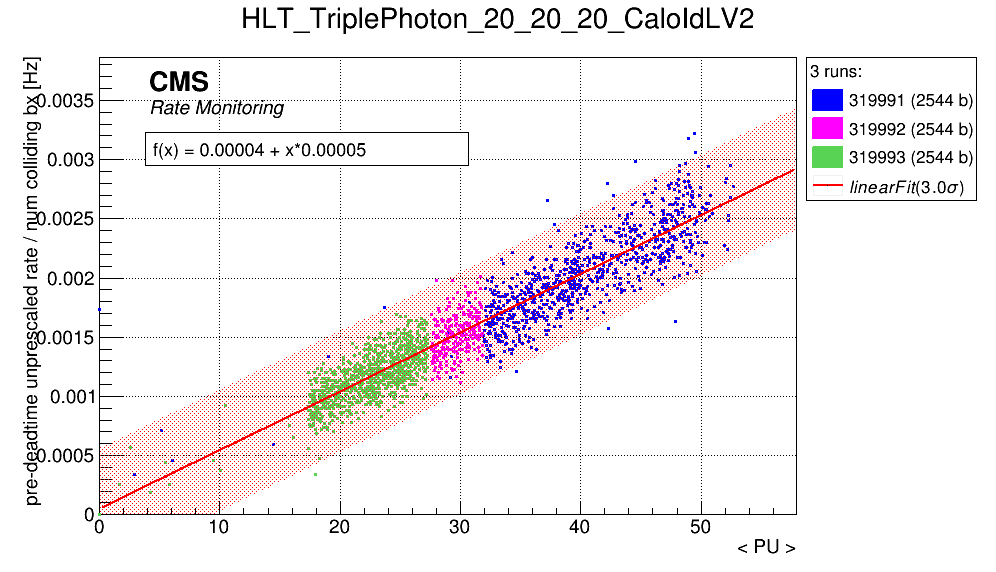 HLT_TriplePhoton_20_20_20_CaloIdLV2
pre-deadtime unprescaled rate / num colliding bx [Hz]
CMS
Rate Monitoring
f(x) = 0.00004 + x*0.00005
0.0035
0.003
0.0025
0.002
0.0015
0.001
0.0005
0
0 10 20 30 40 50
< PU >
3 runs:
319991 (2544 b)
319992 (2544 b)
319993 (2544 b)
linearFit(3.0σ)